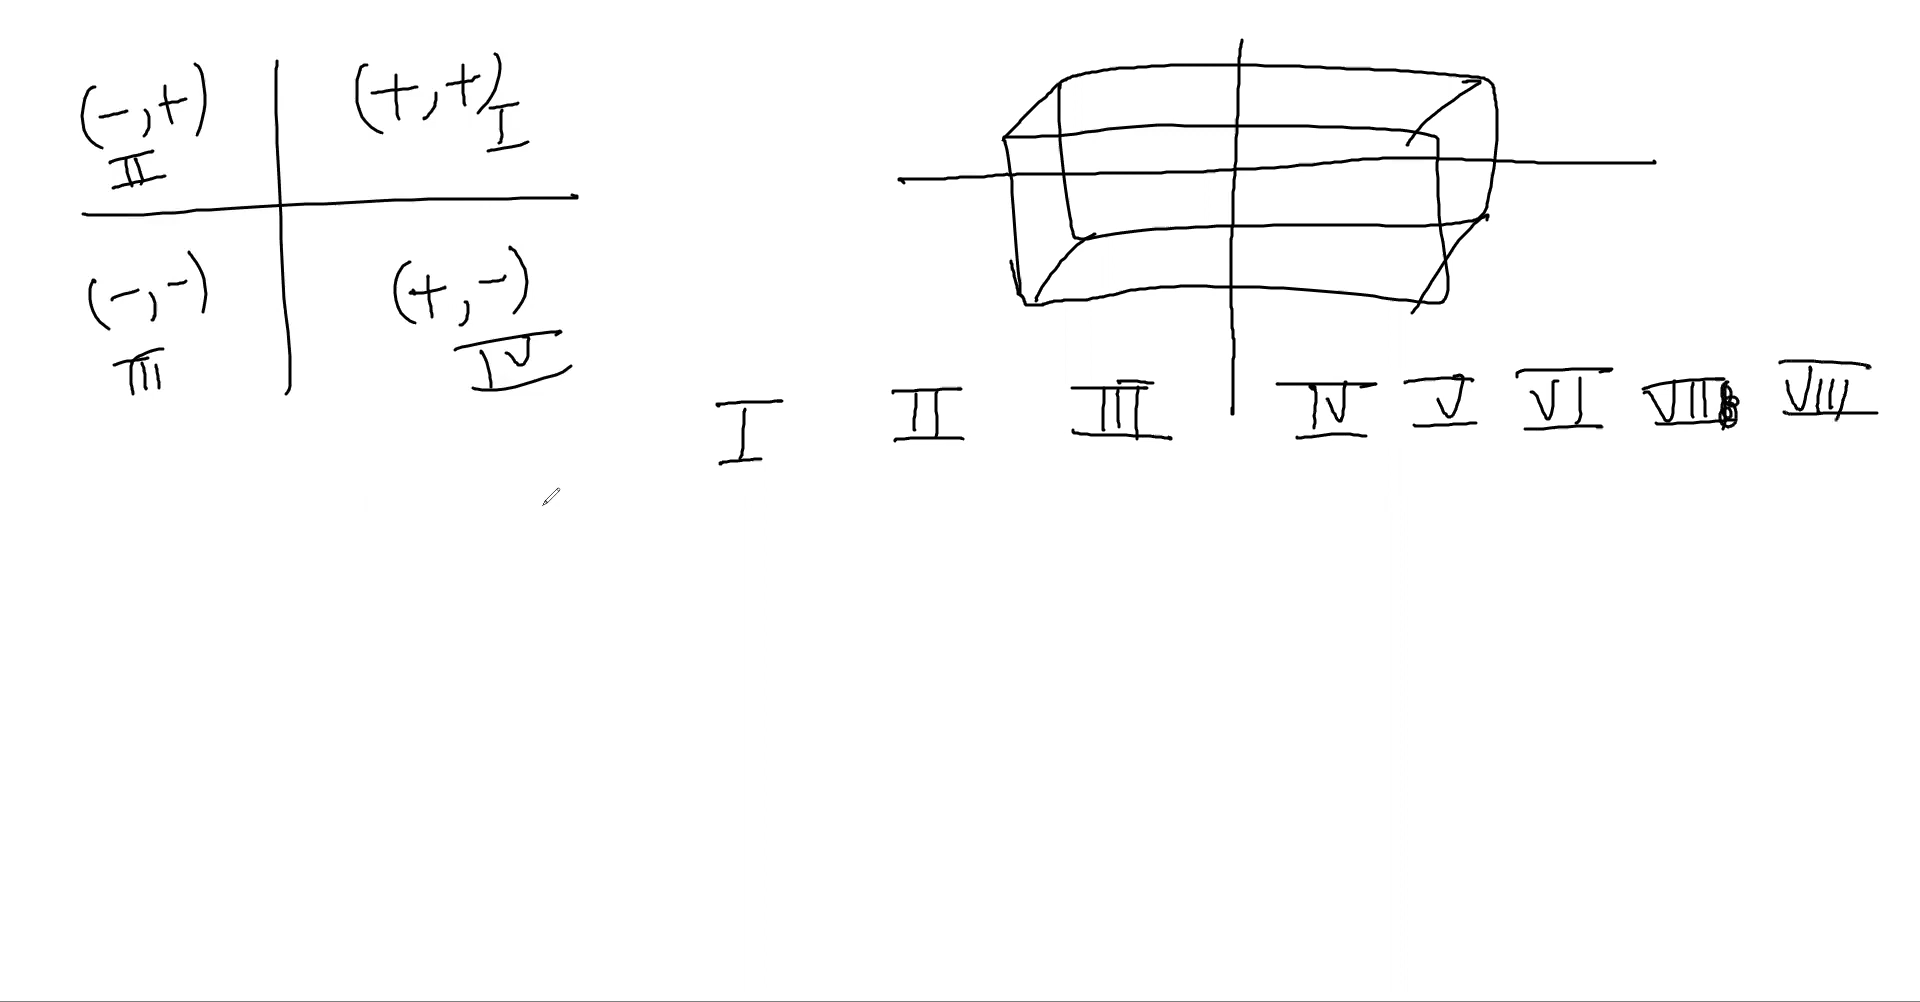 (-,+) (+,+)
II I
(-,-) (+,-)
III IV
I II III IV V VI VII VIII